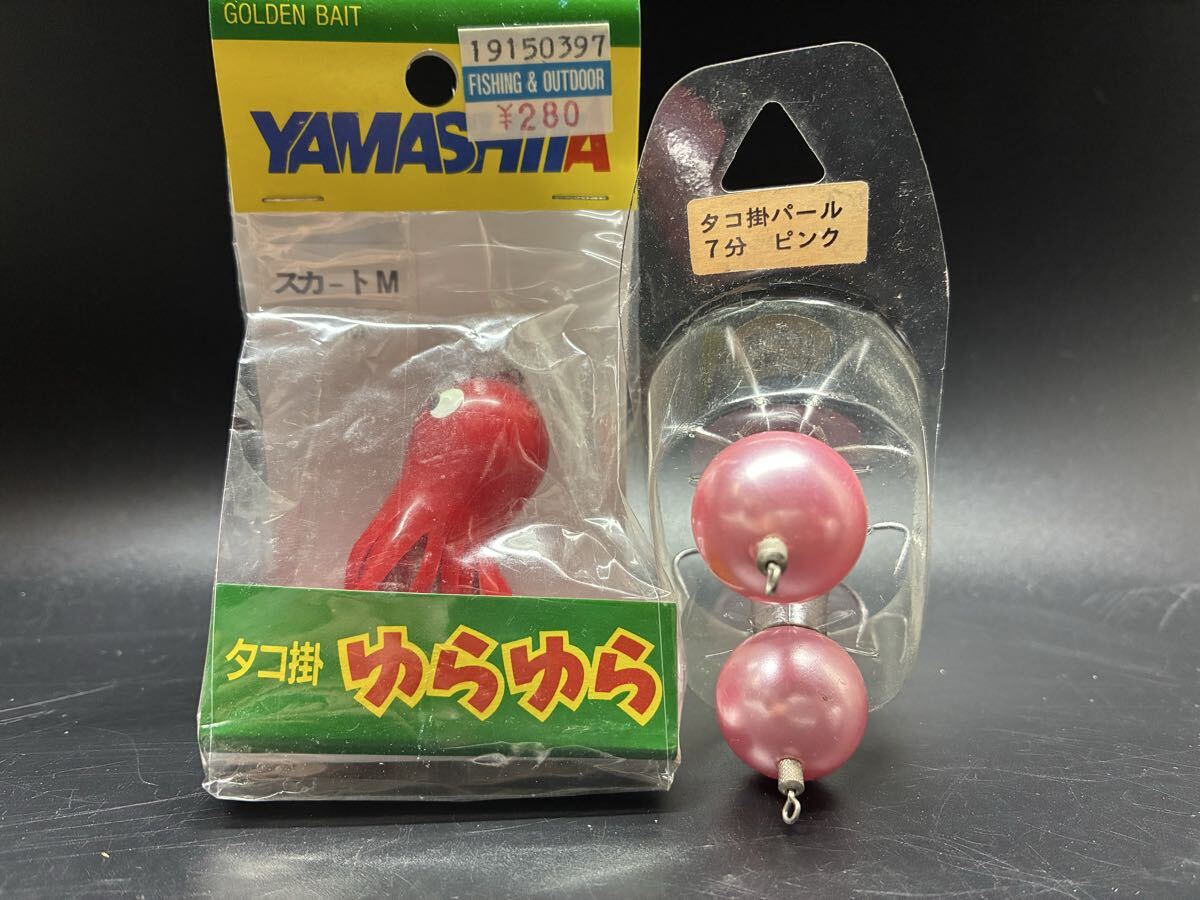 GOLDEN BAIT
19150397
FISHING & OUTDOOR
¥280
YAMASHITA
スカートM
タコ掛 ゆらゆら
タコ掛パール
7分 ピンク